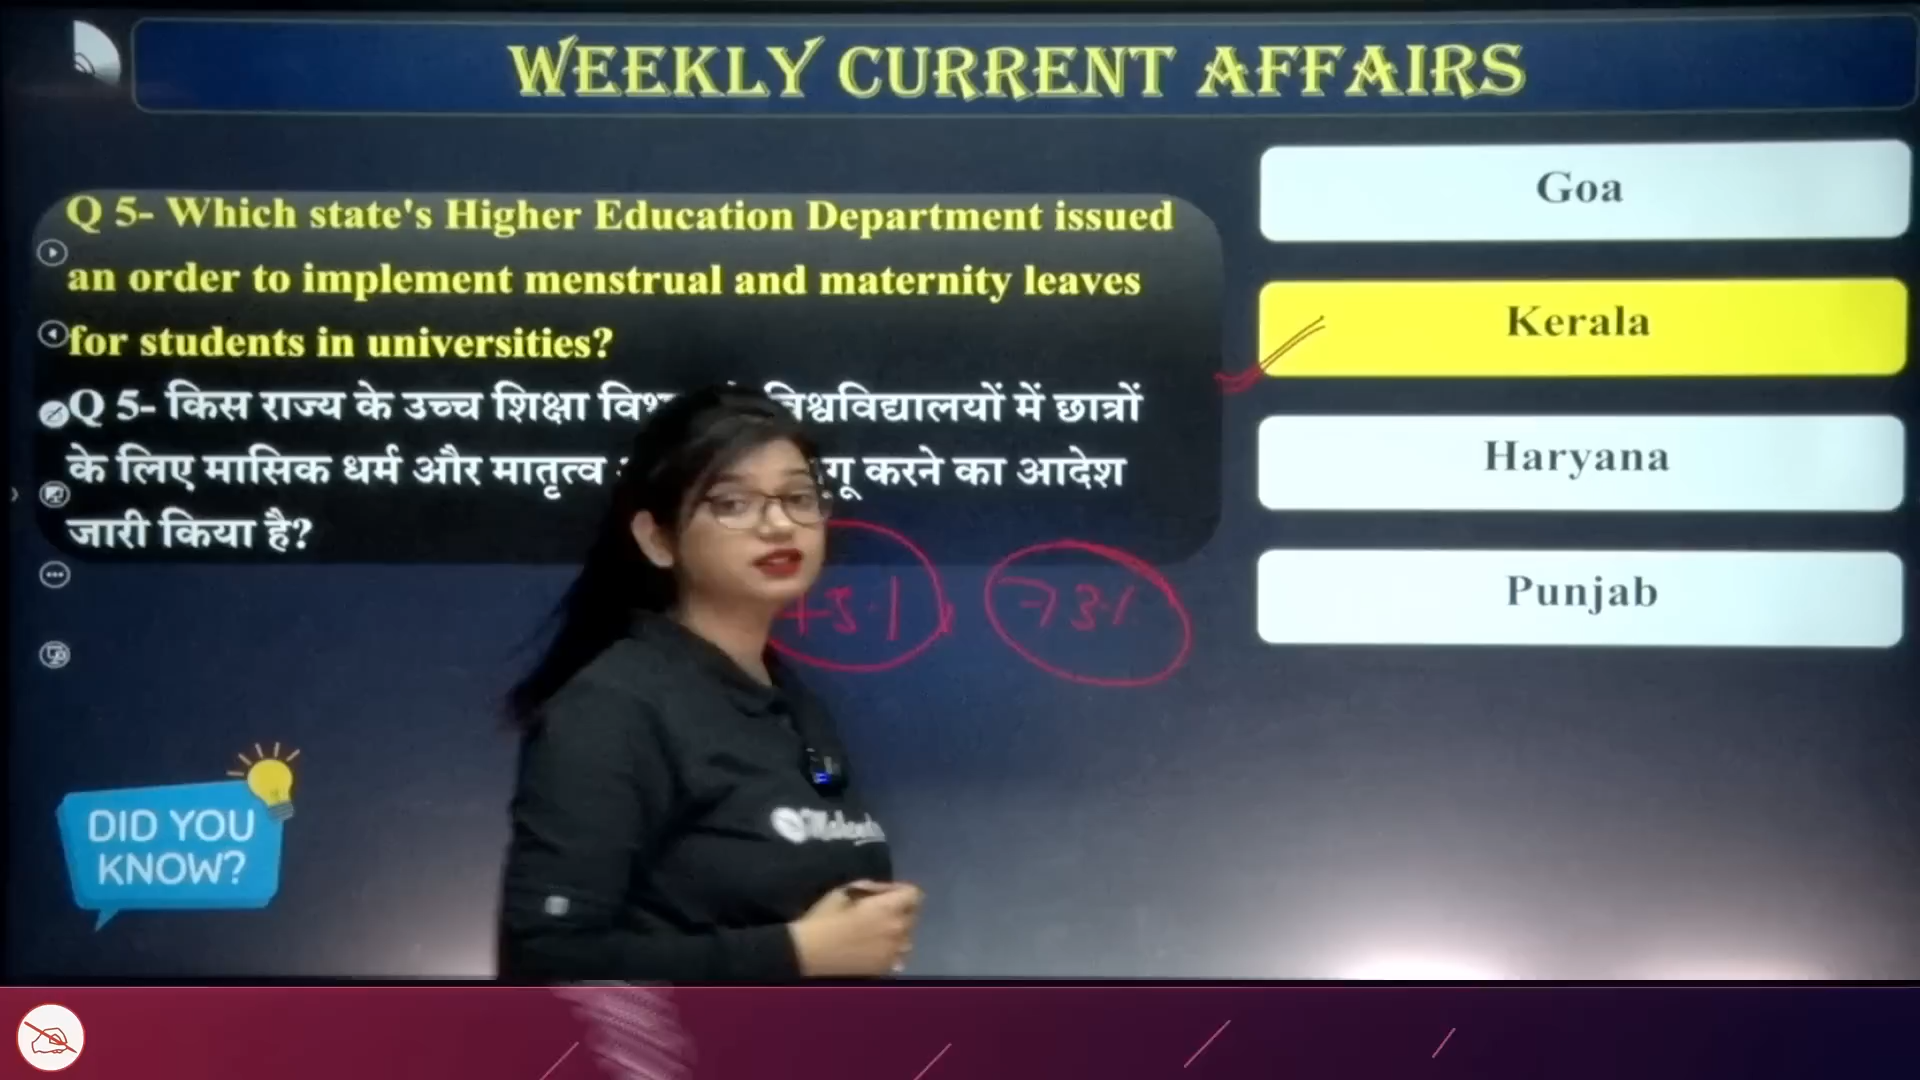 WEEKLY CURRENT AFFAIRS
Q 5- Which state's Higher Education Department issued
an order to implement menstrual and maternity leaves
for students in universities?
Q 5- किस राज्य के उच्च शिक्षा विश्वविद्यालयों में छात्रों
के लिए मासिक धर्म और मातृत्व करने का आदेश
जारी किया है?
Goa
Kerala
Haryana
Punjab
73%
DID YOU
KNOW?